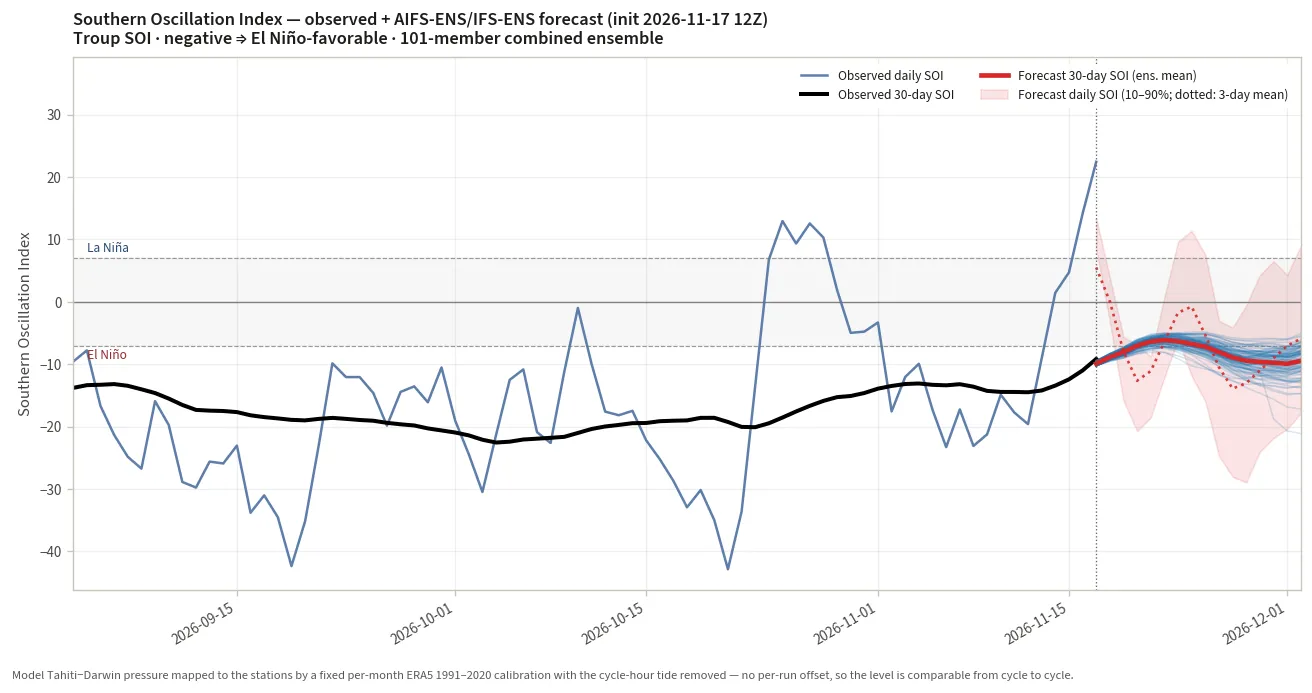 Southern Oscillation Index — observed + AIFS-ENS/IFS-ENS forecast (init 2026-11-17 12Z)
Troup SOI · negative ⇒ El Niño-favorable · 101-member combined ensemble
Observed daily SOI
Observed 30-day SOI
Forecast 30-day SOI (ens. mean)
Forecast daily SOI (10–90%; dotted: 3-day mean)
Southern Oscillation Index
30
20
10
0
−10
−20
−30
−40
La Niña
El Niño
2026-09-15
2026-10-01
2026-10-15
2026-11-01
2026-11-15
2026-12-01
Model Tahiti−Darwin pressure mapped to the stations by a fixed per-month ERA5 1991–2020 calibration with the cycle-hour tide removed — no per-run offset, so the level is comparable from cycle to cycle.